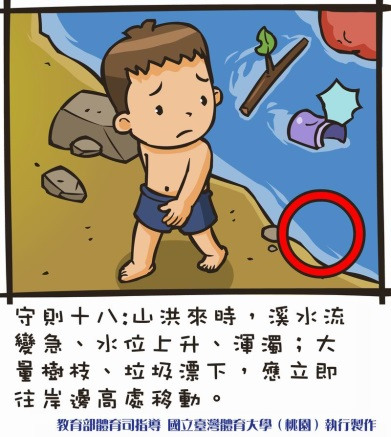 守則十八:山洪來時，溪水流
變急、水位上升、渾濁；大
量樹枝、垃圾漂下，應立即
往岸邊高處移動。
教育部體育司指導 國立臺灣體育大學（桃園）執行製作